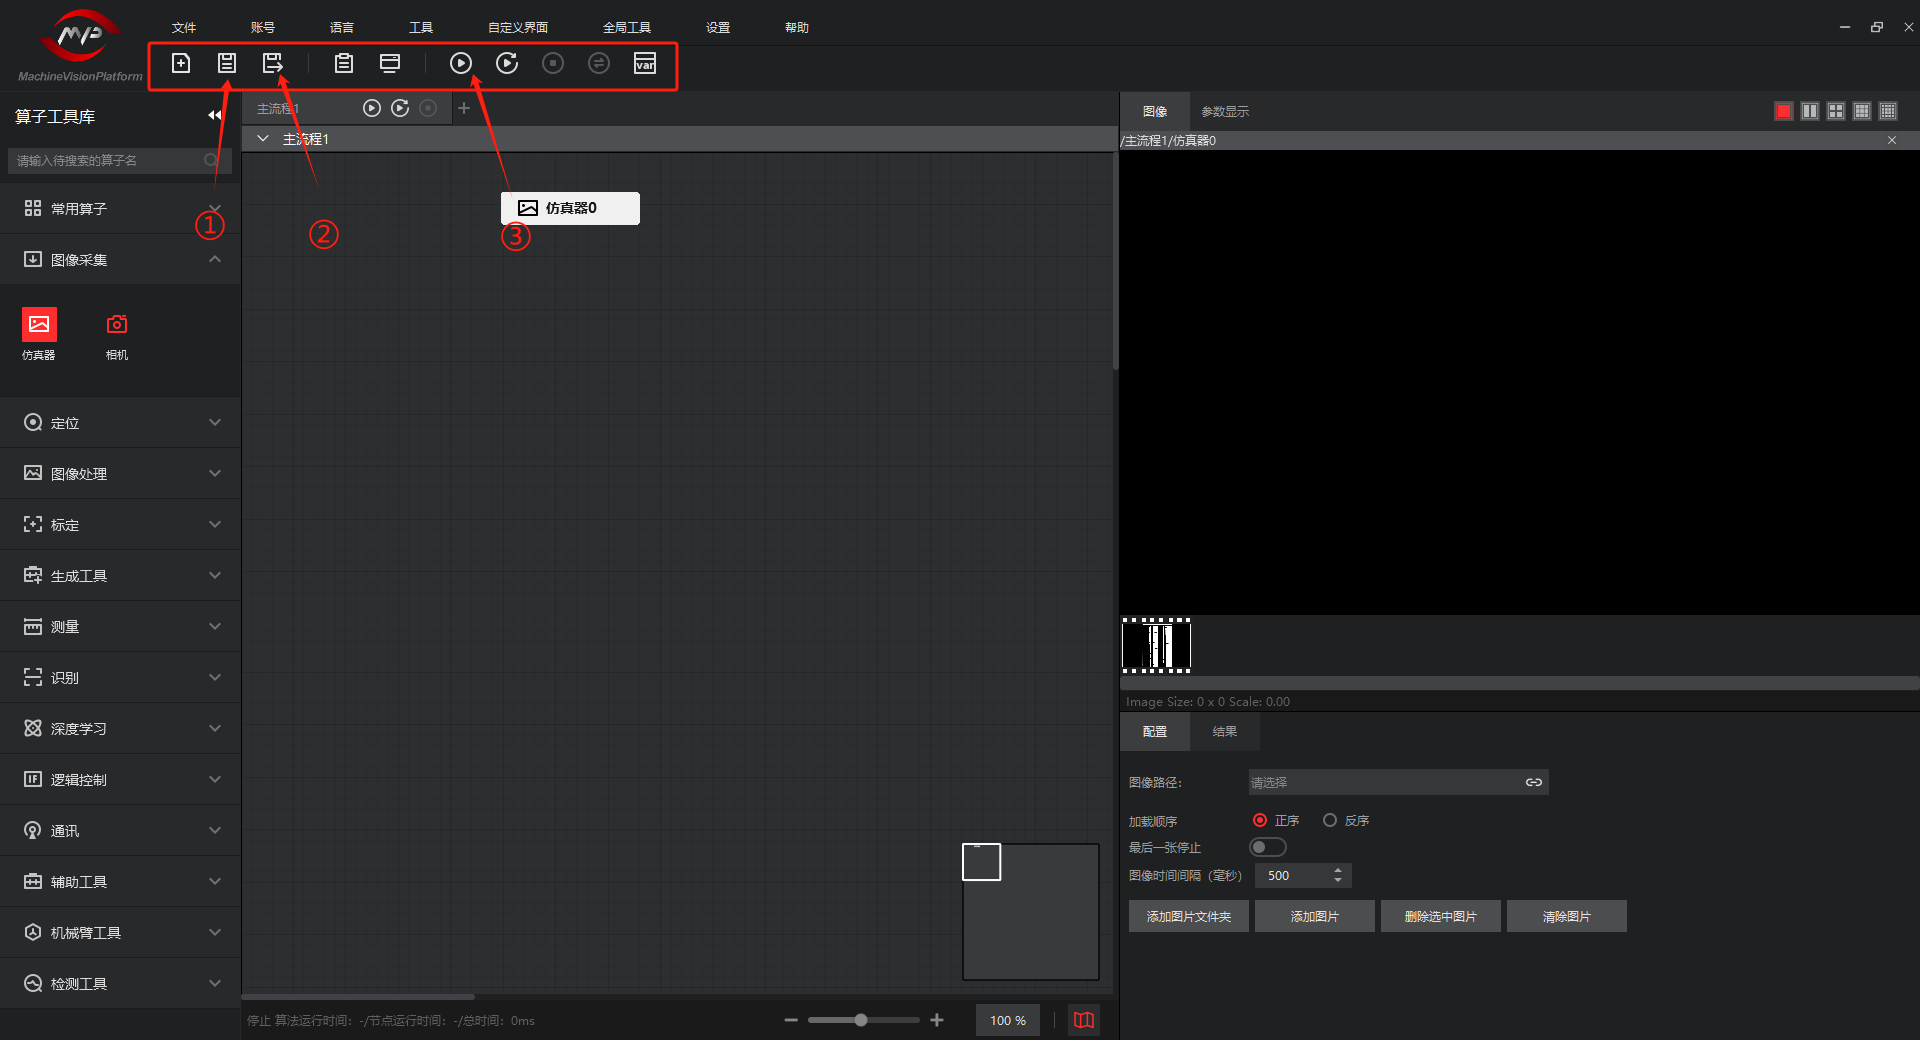 MVP
MachineVisionPlatform
文件 账号 语言 工具 自定义界面 全局工具 设置 帮助
var
算子工具库
请输入待搜索的算子名
常用算子
图像采集
仿真器 相机
定位
图像处理
标定
生成工具
测量
识别
深度学习
IF 逻辑控制
通讯
辅助工具
机械臂工具
检测工具
主流程1
主流程1
仿真器0
① ② ③
停止 算法运行时间: -/节点运行时间: -/总时间: 0ms
100 %
图像 参数显示
/主流程1/仿真器0
Image Size: 0 x 0 Scale: 0.00
配置 结果
图像路径: 请选择
加载顺序 正序 反序
最后一张停止
图像时间间隔（毫秒） 500
添加图片文件夹 添加图片 删除选中图片 清除图片